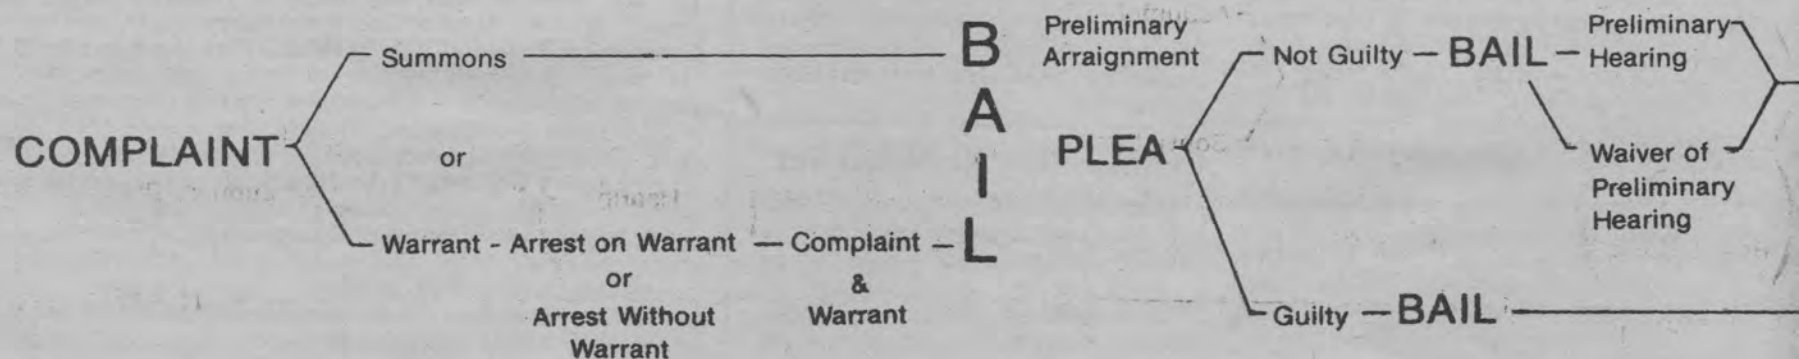 COMPLAINT
Summons
or
Warrant - Arrest on Warrant — Complaint
or
&
Arrest Without
Warrant
Warrant
BAIL
Preliminary
Arraignment
PLEA
Not Guilty — BAIL — Preliminary
Hearing
Waiver of
Preliminary
Hearing
Guilty — BAIL